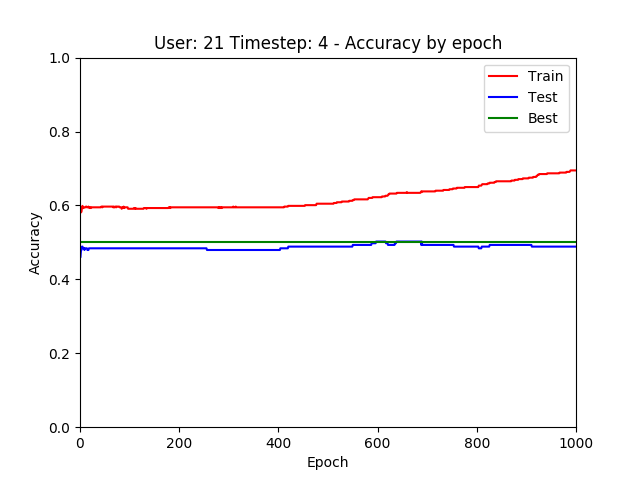 User: 21 Timestep: 4 - Accuracy by epoch
1.0
0.8
0.6
0.4
0.2
0.0
Accuracy
0 200 400 600 800 1000
Epoch
Train
Test
Best